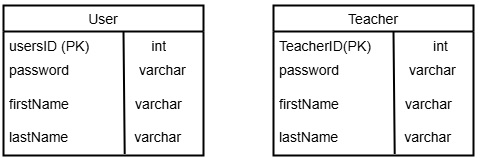 User
usersID (PK) int
password varchar
firstName varchar
lastName varchar
Teacher
TeacherID(PK) int
password varchar
firstName varchar
lastName varchar